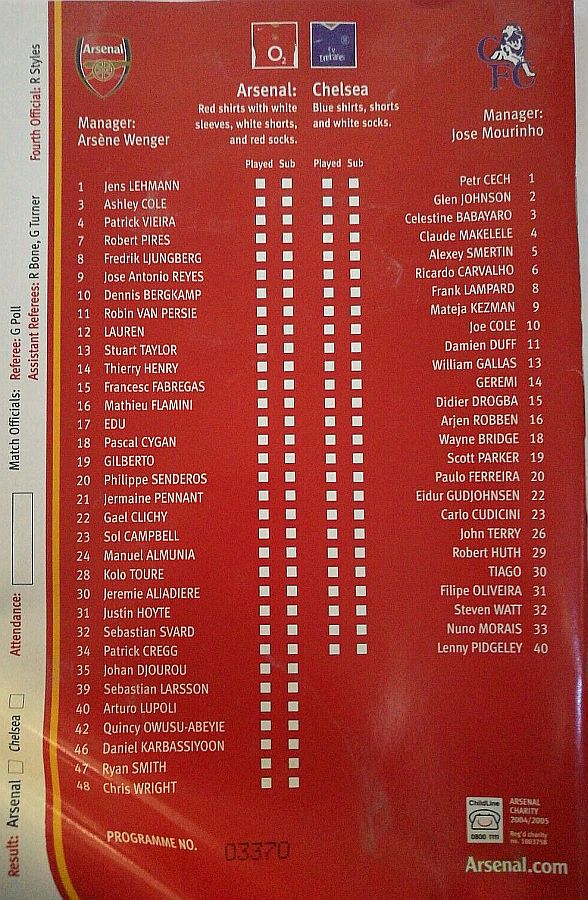 Arsenal
O2
Fly Emirates
CFC
Arsenal:
Red shirts with white
sleeves, white shorts,
and red socks.
Chelsea
Blue shirts, shorts
and white socks.
Manager:
Arsène Wenger
Manager:
Jose Mourinho
Played Sub Played Sub
1 Jens LEHMANN
3 Ashley COLE
4 Patrick VIEIRA
7 Robert PIRES
8 Fredrik LJUNGBERG
9 Jose Antonio REYES
10 Dennis BERGKAMP
11 Robin VAN PERSIE
12 LAUREN
13 Stuart TAYLOR
14 Thierry HENRY
15 Francesc FABREGAS
16 Mathieu FLAMINI
17 EDU
18 Pascal CYGAN
19 GILBERTO
20 Philippe SENDEROS
21 Jermaine PENNANT
22 Gael CLICHY
23 Sol CAMPBELL
24 Manuel ALMUNIA
28 Kolo TOURE
30 Jeremie ALIADIERE
31 Justin HOYTE
32 Sebastian SVARD
34 Patrick CREGG
35 Johan DJOUROU
39 Sebastian LARSSON
40 Arturo LUPOLI
42 Quincy OWUSU-ABEYIE
46 Daniel KARBASSIYOON
47 Ryan SMITH
48 Chris WRIGHT
Petr CECH 1
Glen JOHNSON 2
Celestine BABAYARO 3
Claude MAKELELE 4
Alexey SMERTIN 5
Ricardo CARVALHO 6
Frank LAMPARD 8
Mateja KEZMAN 9
Joe COLE 10
Damien DUFF 11
William GALLAS 13
GEREMI 14
Didier DROGBA 15
Arjen ROBBEN 16
Wayne BRIDGE 18
Scott PARKER 19
Paulo FERREIRA 20
Eidur GUDJOHNSEN 22
Carlo CUDICINI 23
John TERRY 26
Robert HUTH 29
TIAGO 30
Filipe OLIVEIRA 31
Steven WATT 32
Nuno MORAIS 33
Lenny PIDGELEY 40
PROGRAMME NO. 03370
ChildLine
0800 1111
ARSENAL
CHARITY
2004/2005
Reg'd charity
no. 1003758
Arsenal.com
Result: Arsenal Chelsea Attendance: Match Officials: Referee: G Poll
Assistant Referees: R Bone, G Turner Fourth Official: R Styles